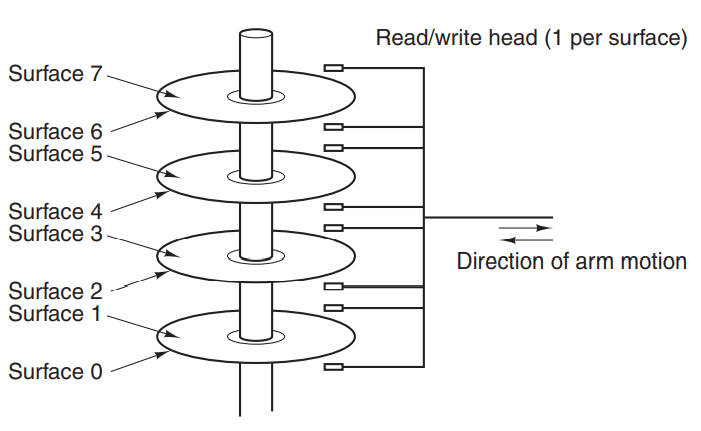 Read/write head (1 per surface)
Surface 7
Surface 6
Surface 5
Surface 4
Surface 3
Direction of arm motion
Surface 2
Surface 1
Surface 0